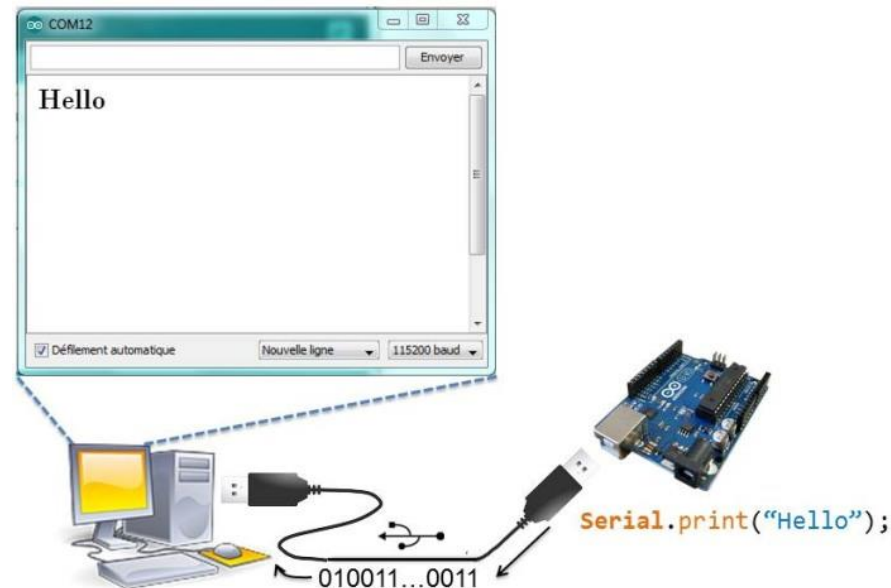 COM12
Envoyer
Hello
Défilement automatique
Nouvelle ligne
115200 baud
Serial.print(“Hello”);
010011...0011